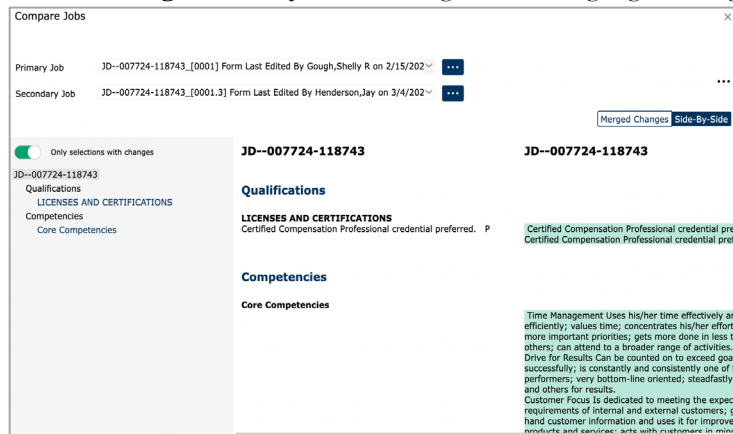 Compare Jobs
×
Primary Job JD--007724-118743_[0001] Form Last Edited By Gough,Shelly R on 2/15/202 ...
...
Secondary Job JD--007724-118743_[0001.3] Form Last Edited By Henderson,Jay on 3/4/202 ...
Merged Changes Side-By-Side
Only selections with changes
JD--007724-118743
Qualifications
LICENSES AND CERTIFICATIONS
Competencies
Core Competencies
JD--007724-118743
Qualifications
LICENSES AND CERTIFICATIONS
Certified Compensation Professional credential preferred. P
Competencies
Core Competencies
JD--007724-118743
Certified Compensation Professional credential pre
Certified Compensation Professional credential pre
Time Management Uses his/her time effectively ar
efficiently; values time; concentrates his/her effort
more important priorities; gets more done in less t
others; can attend to a broader range of activities.
Drive for Results Can be counted on to exceed goa
successfully; is constantly and consistently one of
performers; very bottom-line oriented; steadfastly
and others for results.
Customer Focus Is dedicated to meeting the expec
requirements of internal and external customers; g
hand customer information and uses it for improve
products and services; acts with customers in mind